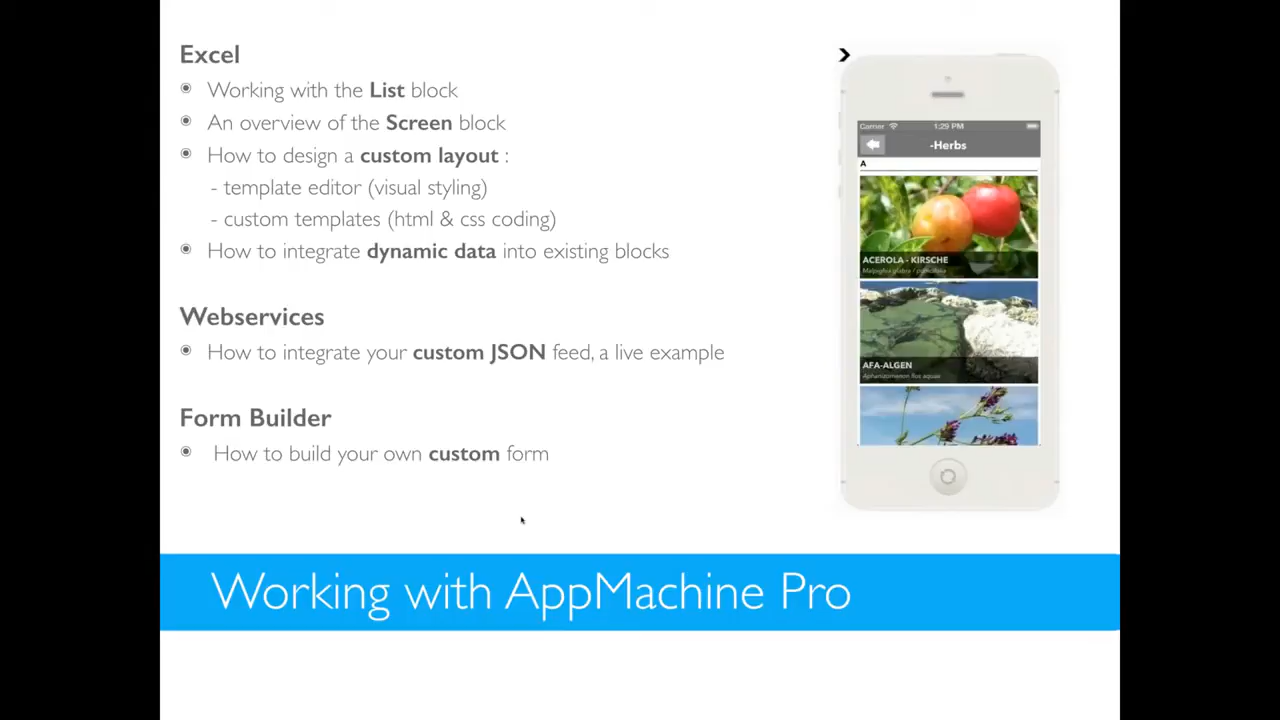 Excel
Working with the List block
An overview of the Screen block
How to design a custom layout :
- template editor (visual styling)
- custom templates (html & css coding)
How to integrate dynamic data into existing blocks
Webservices
How to integrate your custom JSON feed, a live example
Form Builder
How to build your own custom form
Carrier
1:29 PM
-Herbs
A
ACEROLA - KIRSCHE
AFA-ALGEN
Working with AppMachine Pro